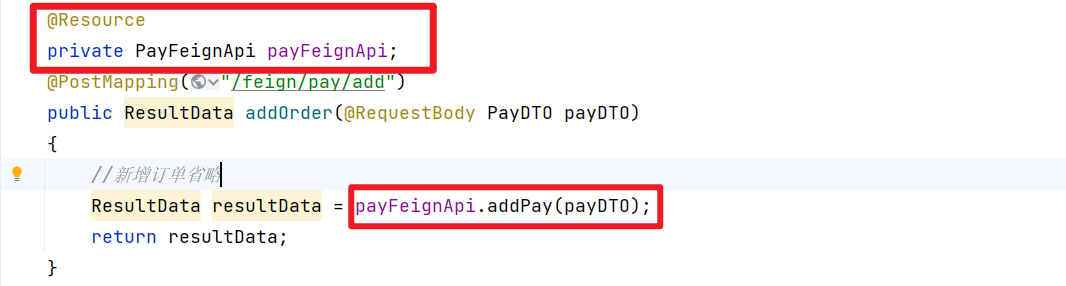 @Resource
private PayFeignApi payFeignApi;
@PostMapping("/feign/pay/add")
public ResultData addOrder(@RequestBody PayDTO payDTO)
{
//新增订单省略
ResultData resultData = payFeignApi.addPay(payDTO);
return resultData;
}